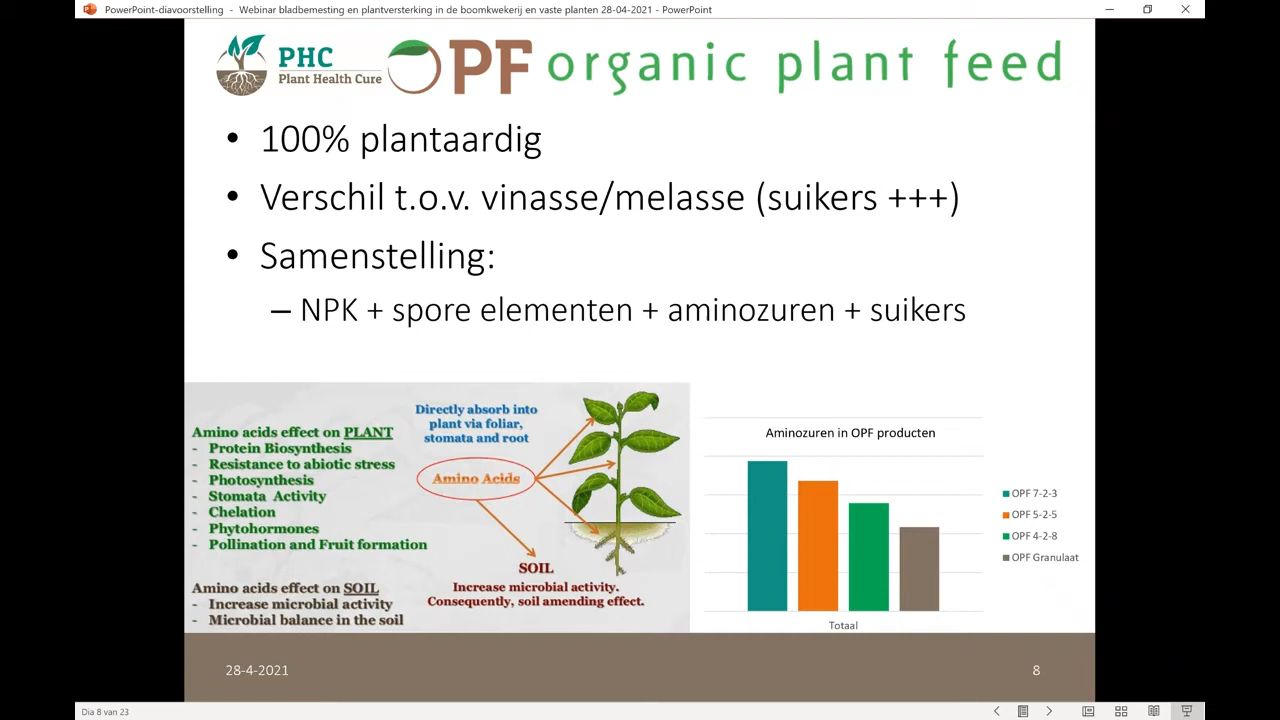 PowerPoint-diavoorstelling - Webinar bladbemesting en plantversterking in de boomkwekerij en vaste planten 28-04-2021 - PowerPoint
PHC
Plant Health Cure
OPF organic plant feed
• 100% plantaardig
• Verschil t.o.v. vinasse/melasse (suikers +++)
• Samenstelling:
– NPK + spore elementen + aminozuren + suikers
Amino acids effect on PLANT
- Protein Biosynthesis
- Resistance to abiotic stress
- Photosynthesis
- Stomata Activity
- Chelation
- Phytohormones
- Pollination and Fruit formation
Amino acids effect on SOIL
- Increase microbial activity
- Microbial balance in the soil
Directly absorb into
plant via foliar,
stomata and root
Amino Acids
SOIL
Increase microbial activity.
Consequently, soil amending effect.
Aminozuren in OPF producten
OPF 7-2-3
OPF 5-2-5
OPF 4-2-8
OPF Granulaat
Totaal
28-4-2021
8
Dia 8 van 23